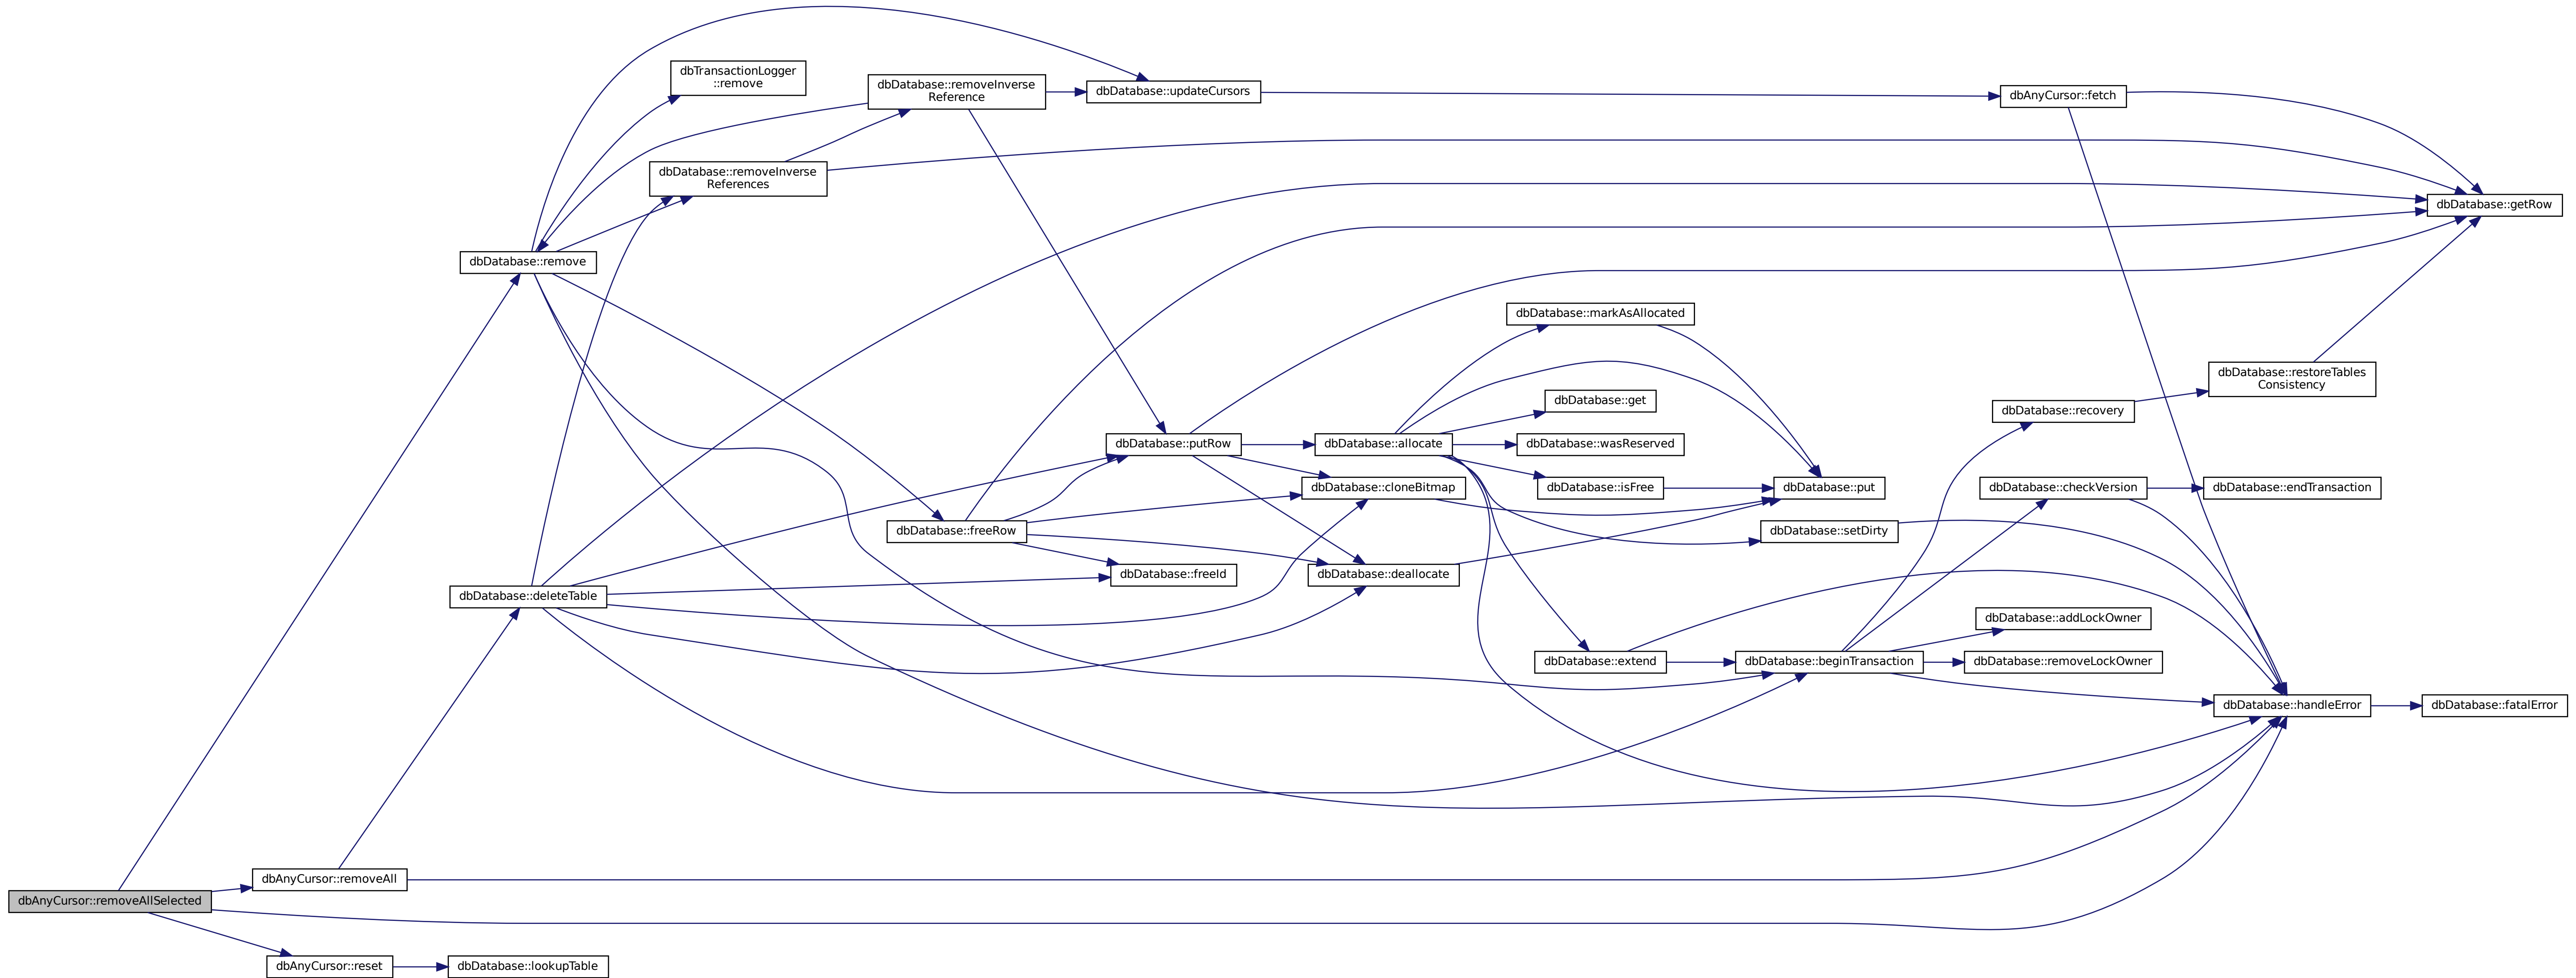 dbTransactionLogger
::remove
dbDatabase::removeInverse
Reference
dbDatabase::updateCursors
dbAnyCursor::fetch
dbDatabase::removeInverse
References
dbDatabase::getRow
dbDatabase::remove
dbDatabase::markAsAllocated
dbDatabase::restoreTables
Consistency
dbDatabase::get
dbDatabase::recovery
dbDatabase::putRow
dbDatabase::allocate
dbDatabase::wasReserved
dbDatabase::cloneBitmap
dbDatabase::isFree
dbDatabase::put
dbDatabase::checkVersion
dbDatabase::endTransaction
dbDatabase::freeRow
dbDatabase::setDirty
dbDatabase::freeId
dbDatabase::deallocate
dbDatabase::deleteTable
dbDatabase::addLockOwner
dbDatabase::extend
dbDatabase::beginTransaction
dbDatabase::removeLockOwner
dbDatabase::handleError
dbDatabase::fatalError
dbAnyCursor::removeAll
dbAnyCursor::removeAllSelected
dbAnyCursor::reset
dbDatabase::lookupTable